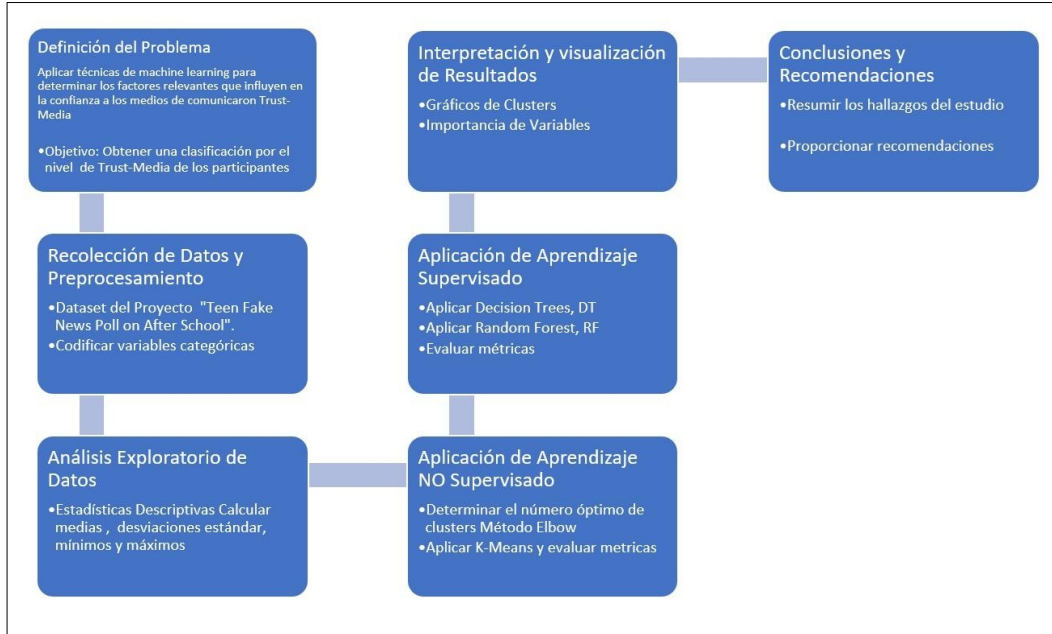 Definición del Problema
Aplicar técnicas de machine learning para
determinar los factores relevantes que influyen en
la confianza a los medios de comunicaron Trust-
Media
•Objetivo: Obtener una clasificación por el
nivel de Trust-Media de los participantes
Recolección de Datos y
Preprocesamiento
•Dataset del Proyecto "Teen Fake
News Poll on After School".
•Codificar variables categóricas
Análisis Exploratorio de
Datos
•Estadísticas Descriptivas Calcular
medias , desviaciones estándar,
mínimos y máximos
Aplicación de Aprendizaje
NO Supervisado
•Determinar el número óptimo de
clusters Método Elbow
•Aplicar K-Means y evaluar metricas
Aplicación de Aprendizaje
Supervisado
•Aplicar Decision Trees, DT
•Aplicar Random Forest, RF
•Evaluar métricas
Interpretación y visualización
de Resultados
•Gráficos de Clusters
•Importancia de Variables
Conclusiones y
Recomendaciones
•Resumir los hallazgos del estudio
•Proporcionar recomendaciones